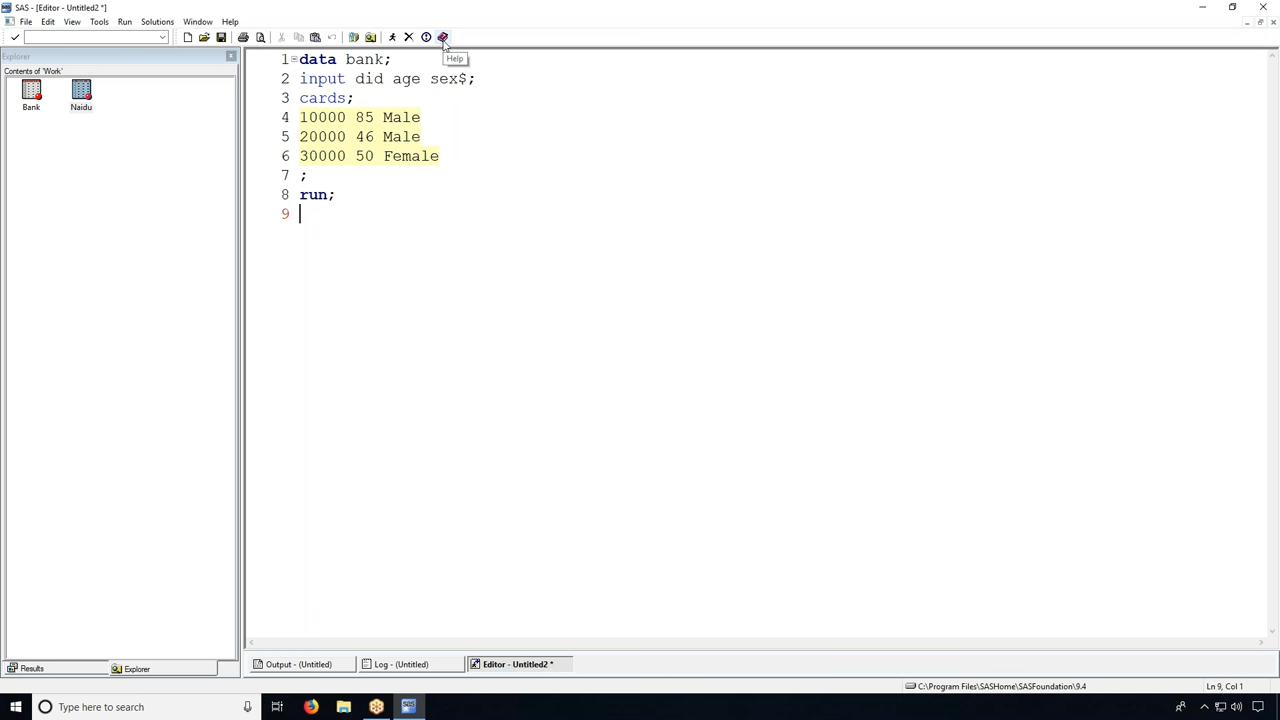 SAS - [Editor - Untitled2 *]
File Edit View Tools Run Solutions Window Help
Help
Explorer
Contents of 'Work'
Bank Naidu
1 data bank;
2 input did age sex$;
3 cards;
4 10000 85 Male
5 20000 46 Male
6 30000 50 Female
7 ;
8 run;
9
Results Explorer
Output - (Untitled) Log - (Untitled) Editor - Untitled2 *
C:\Program Files\SASHome\SASFoundation\9.4 Ln 9, Col 1
Type here to search